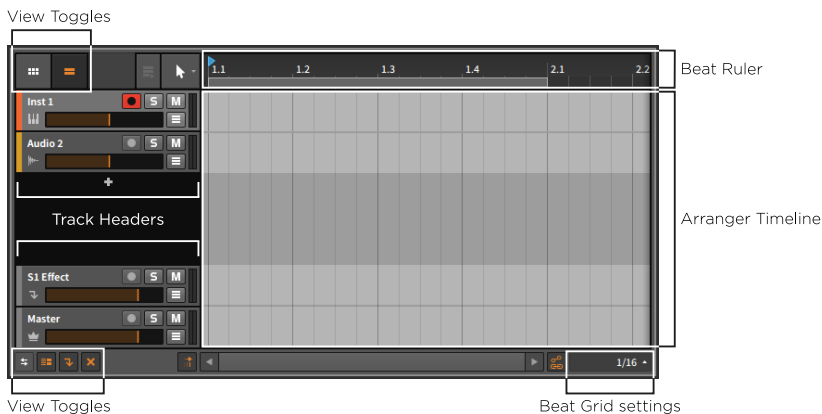 View Toggles
1.1 1.2 1.3 1.4 2.1 2.2
Beat Ruler
Inst 1 S M
Audio 2 S M
Track Headers
Arranger Timeline
S1 Effect S M
Master S M
1/16
View Toggles
Beat Grid settings